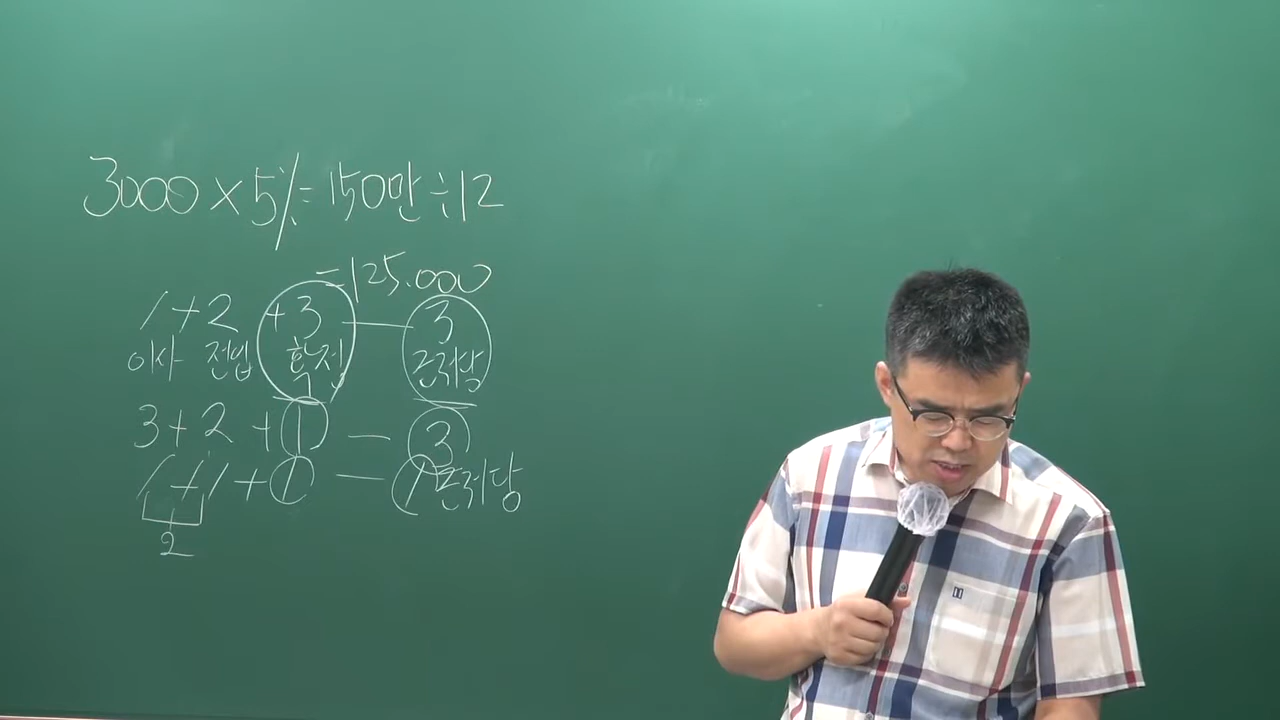 3000 × 5% = 150만 ÷ 12
= 125.000
1 + 2 + 3 — 3
이사 전입 확정 근저당
3 + 2 + 1 — 3
1 + 1 + 1 — 1 근저당
2